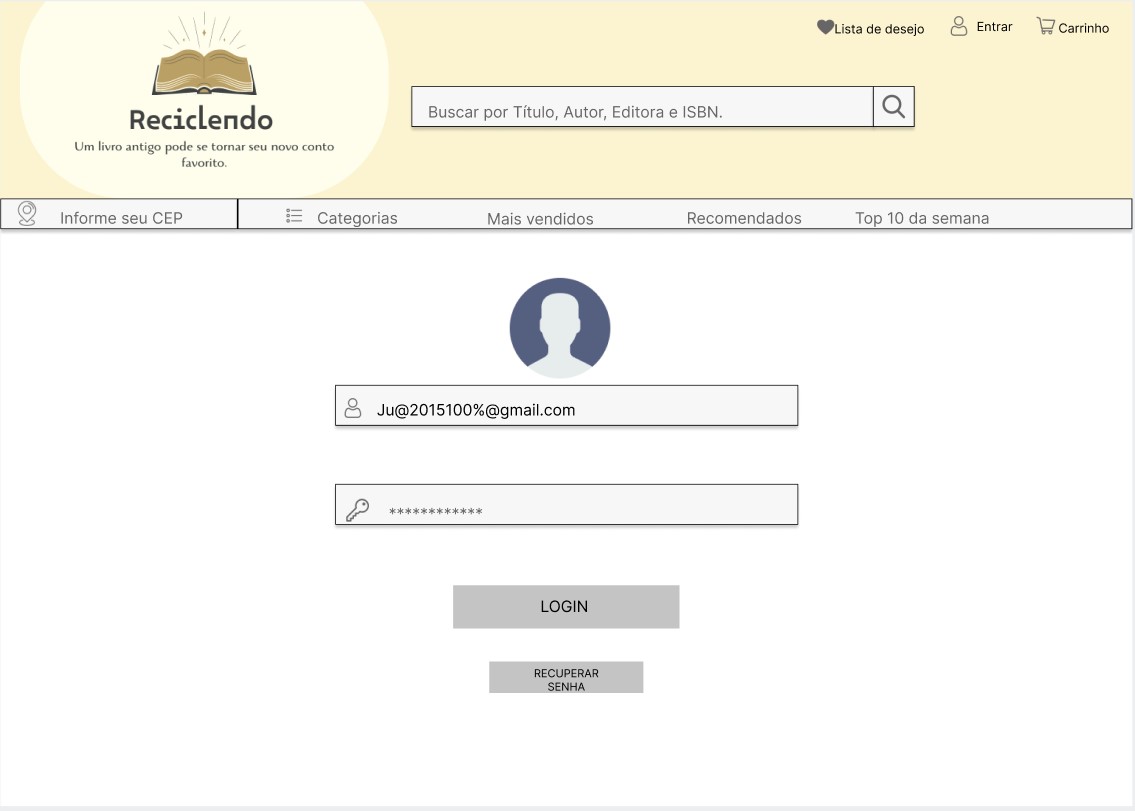 Lista de desejo
Entrar
Carrinho
Buscar por Título, Autor, Editora e ISBN.
Reciclendo
Um livro antigo pode se tornar seu novo conto
favorito.
Informe seu CEP
Categorias
Mais vendidos
Recomendados
Top 10 da semana
Ju@2015100%@gmail.com
************
LOGIN
RECUPERAR
SENHA